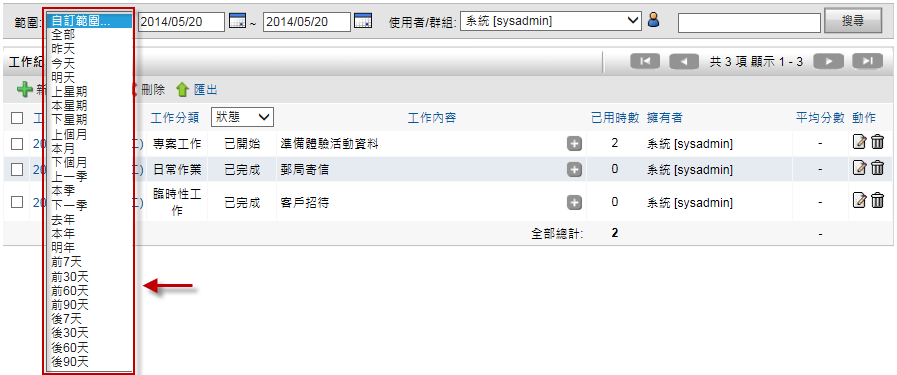 範圍: 自訂範圍... 2014/05/20 ~ 2014/05/20 使用者/群組: 系統 [sysadmin] 搜尋
全部
昨天
今天
明天
上星期
本星期
下星期
上個月
本月
下個月
上一季
本季
下一季
去年
本年
明年
前7天
前30天
前60天
前90天
後7天
後30天
後60天
後90天
工作紀 共 3 項 顯示 1 - 3
新 刪除 匯出
工 工作分類 狀態 工作內容 已用時數 擁有者 平均分數 動作
20 二) 專案工作 已開始 準備體驗活動資料 2 系統 [sysadmin] -
20 二) 日常作業 已完成 郵局寄信 0 系統 [sysadmin] -
20 二) 臨時性工作 已完成 客戶招待 0 系統 [sysadmin] -
全部總計: 2 -